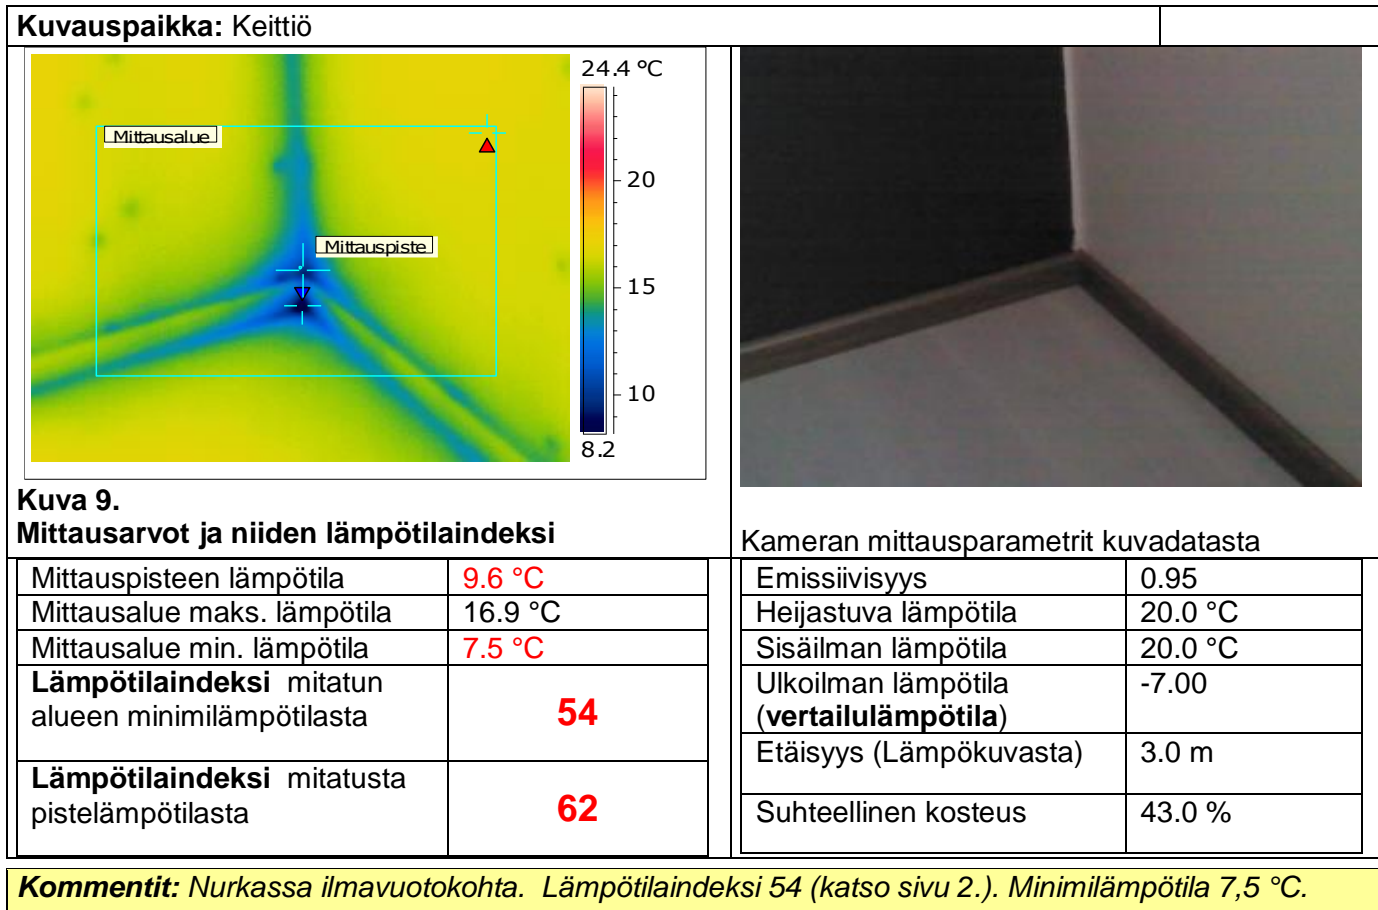 Kuvauspaikka: Keittiö
24.4 °C
Mittausalue
20
Mittauspiste
15
10
8.2
Kuva 9.
Mittausarvot ja niiden lämpötilaindeksi
Kameran mittausparametrit kuvadatasta
Mittauspisteen lämpötila 9.6 °C
Mittausalue maks. lämpötila 16.9 °C
Mittausalue min. lämpötila 7.5 °C
Lämpötilaindeksi mitatun
alueen minimilämpötilasta
54
Lämpötilaindeksi mitatusta
pistelämpötilasta
62
Emissiivisyys 0.95
Heijastuva lämpötila 20.0 °C
Sisäilman lämpötila 20.0 °C
Ulkoilman lämpötila -7.00
(vertailulämpötila)
Etäisyys (Lämpökuvasta) 3.0 m
Suhteellinen kosteus 43.0 %
Kommentit: Nurkassa ilmavuotokohta. Lämpötilaindeksi 54 (katso sivu 2.). Minimilämpötila 7,5 °C.